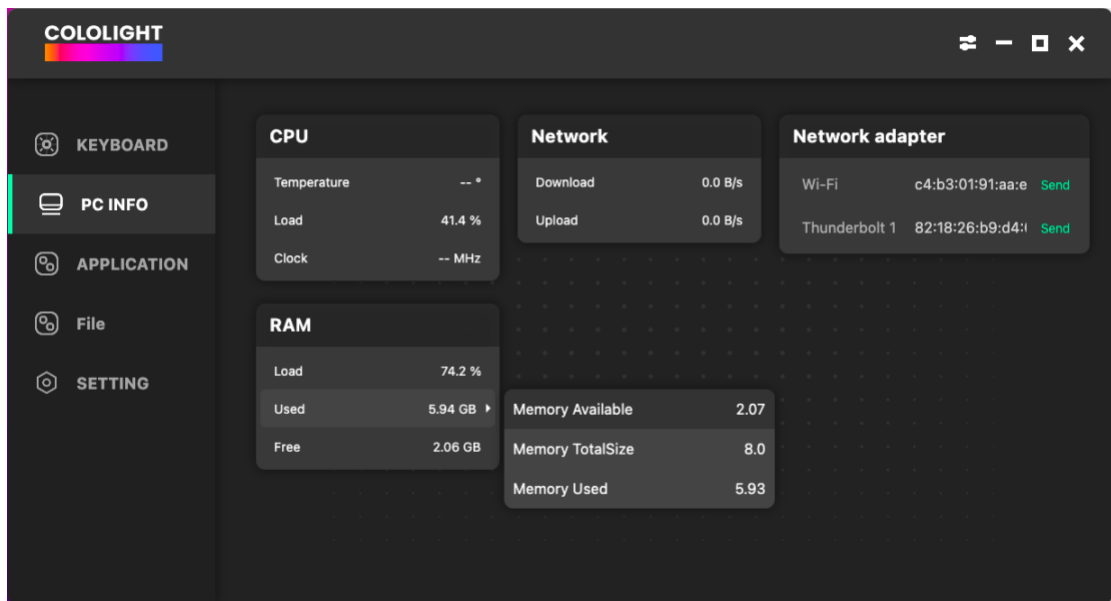 COLOLIGHT
KEYBOARD
PC INFO
APPLICATION
File
SETTING
CPU
Temperature -- °
Load 41.4 %
Clock -- MHz
Network
Download 0.0 B/s
Upload 0.0 B/s
Network adapter
Wi-Fi c4:b3:01:91:aa:e Send
Thunderbolt 1 82:18:26:b9:d4: Send
RAM
Load 74.2 %
Used 5.94 GB
Free 2.06 GB
Memory Available 2.07
Memory TotalSize 8.0
Memory Used 5.93